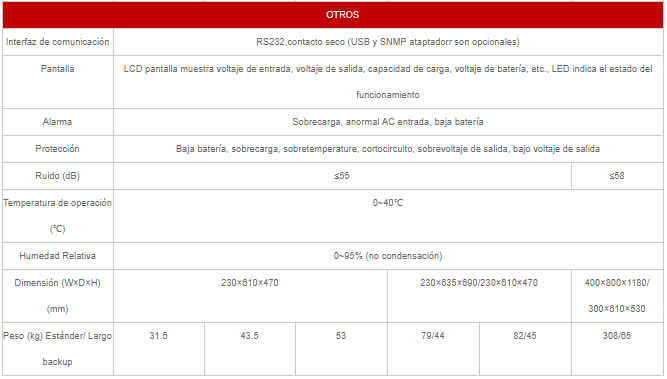 OTROS
Interfaz de comunicación
RS232,contacto seco (USB y SNMP ataptadorr son opcionales)
Pantalla
LCD pantalla muestra voltaje de entrada, voltaje de salida, capacidad de carga, voltaje de batería, etc., LED indica el estado del
funcionamiento
Alarma
Sobrecarga, anormal AC entrada, baja batería
Protección
Baja batería, sobrecarga, sobretemperature, cortocircuito, sobrevoltaje de salida, bajo voltaje de salida
Ruido (dB)
≤55
≤58
Temperatura de operación
(℃)
0~40℃
Humedad Relativa
0~95% (no condensación)
Dimensión (W×D×H)
(mm)
230×610×470
230×635×690/230×610×470
400×800×1180/
300×610×530
Peso (kg) Estánder/ Largo
backup
31.5
43.5
53
79/44
82/45
308/65